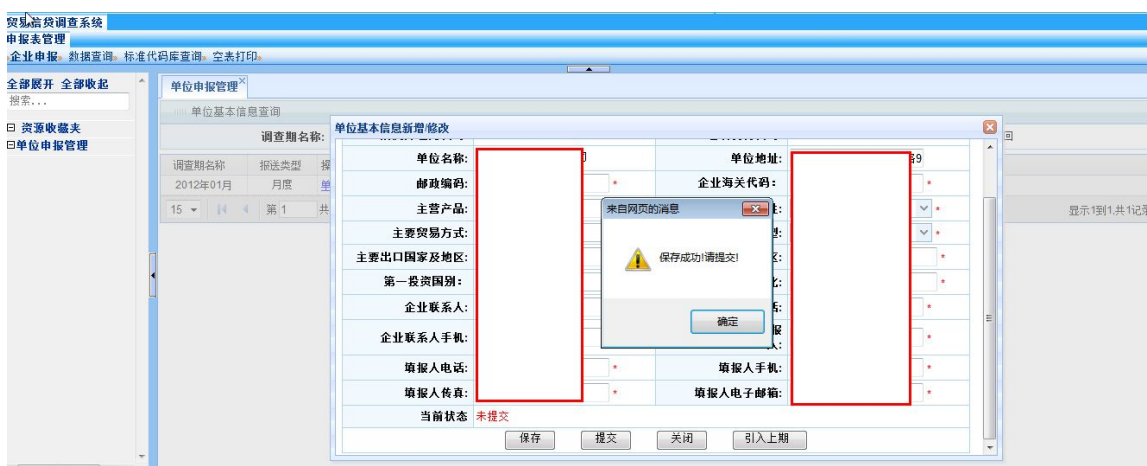 贸易信贷调查系统
申报表管理
企业申报» 数据查询» 标准代码库查询» 空表打印»
全部展开 全部收起
搜索...
资源收藏夹
单位申报管理
单位申报管理
单位基本信息查询
调查期名称:
回
调查期名称 报送类型 操
2012年01月 月度 单
15 第 1 共
显示1到1,共1记录
单位基本信息新增/修改
单位名称: 单位地址: 路9
邮政编码: * 企业海关代码: *
主营产品: *
主要贸易方式: *
主要出口国家及地区: 区: *
第一投资国别: 比: *
企业联系人: 话: *
企业联系人手机: 报 *
填报人电话: * 填报人手机: *
填报人传真: * 填报人电子邮箱: *
当前状态 未提交
保存 提交 关闭 引入上期
来自网页的消息
保存成功!请提交!
确定